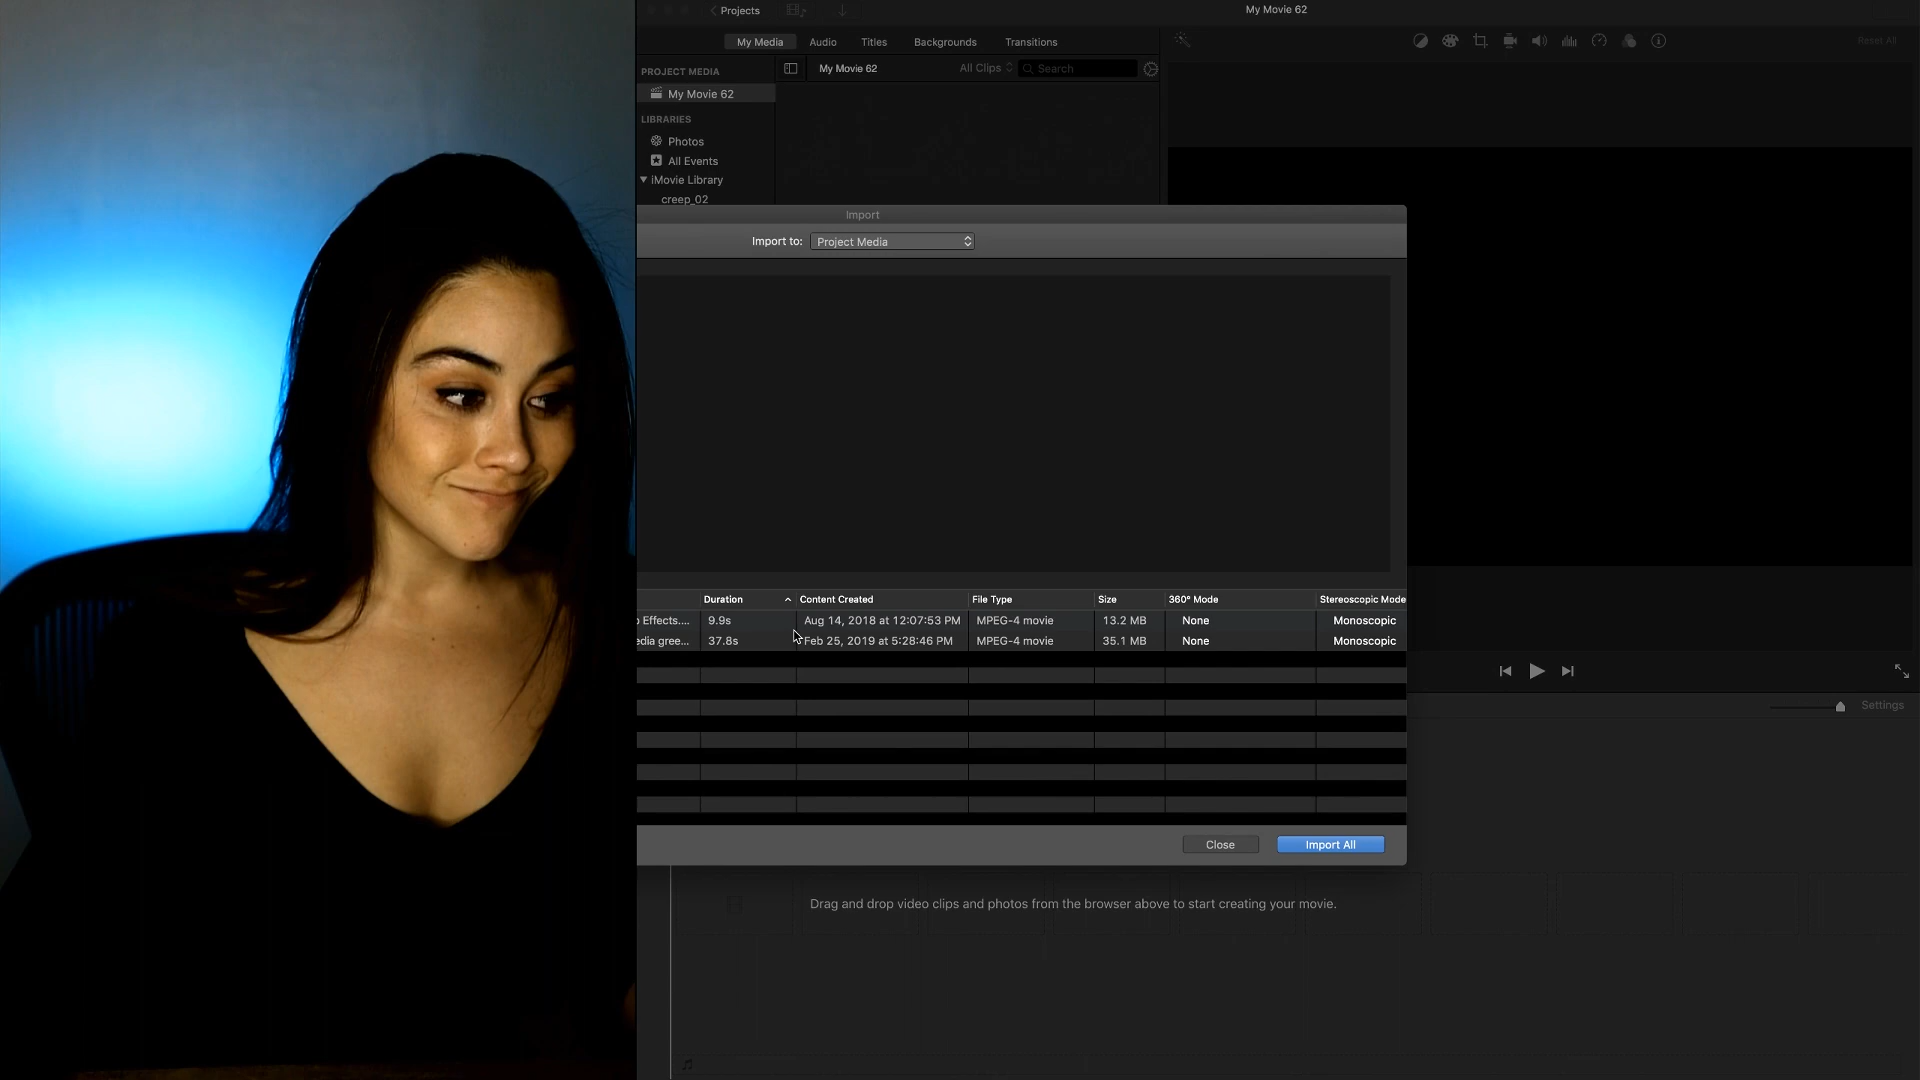 Projects
My Movie 62
My Media Audio Titles Backgrounds Transitions
Reset All
PROJECT MEDIA
My Movie 62 All Clips Search
My Movie 62
LIBRARIES
Photos
All Events
iMovie Library
creep_02
Import
Import to: Project Media
Duration Content Created File Type Size 360° Mode Stereoscopic Mode
Effects.... 9.9s Aug 14, 2018 at 12:07:53 PM MPEG-4 movie 13.2 MB None Monoscopic
edia gree... 37.8s Feb 25, 2019 at 5:28:46 PM MPEG-4 movie 35.1 MB None Monoscopic
Settings
Close Import All
Drag and drop video clips and photos from the browser above to start creating your movie.